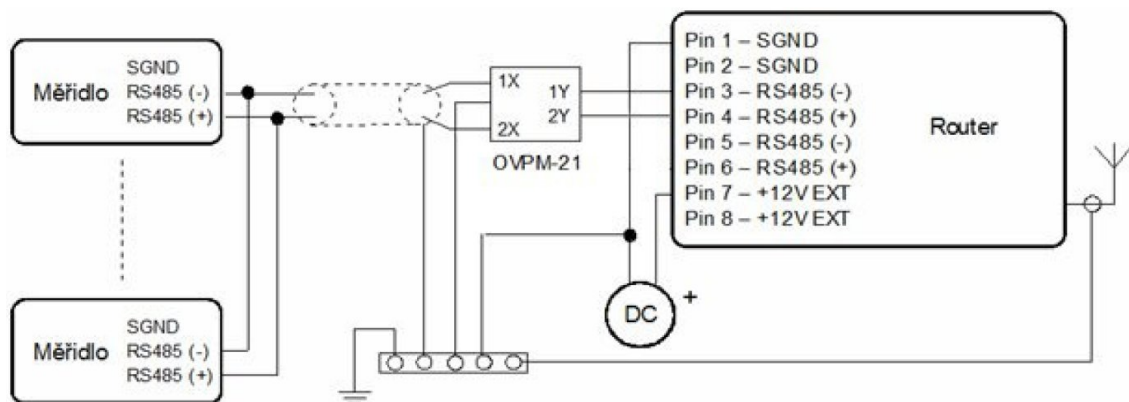 Měřidlo
SGND
RS485 (-)
RS485 (+)
1X
2X
1Y
2Y
OVPM-21
Pin 1 – SGND
Pin 2 – SGND
Pin 3 – RS485 (-)
Pin 4 – RS485 (+)
Pin 5 – RS485 (-)
Pin 6 – RS485 (+)
Pin 7 – +12V EXT
Pin 8 – +12V EXT
Router
DC
+
Měřidlo
SGND
RS485 (-)
RS485 (+)